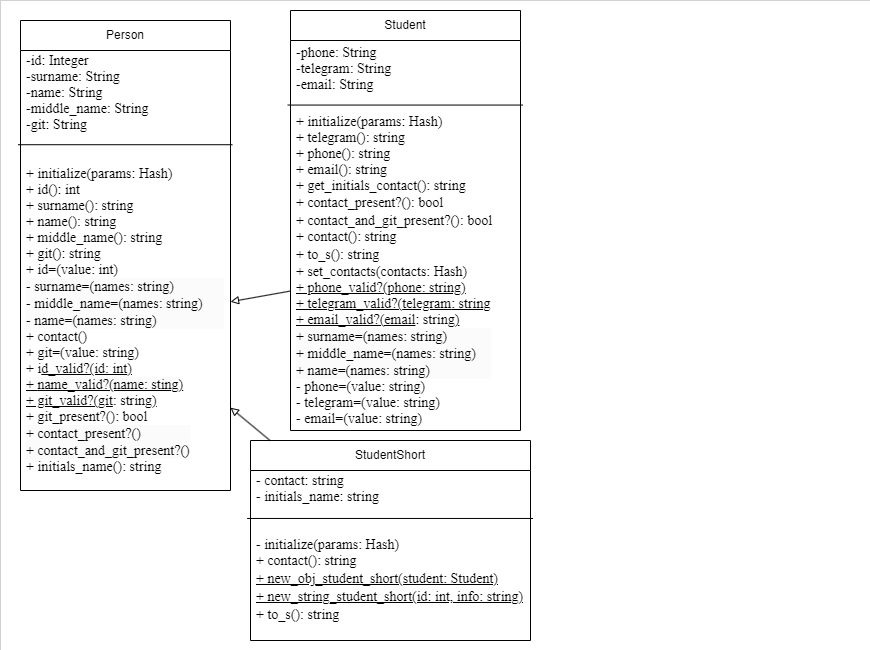 Person
-id: Integer
-surname: String
-name: String
-middle_name: String
-git: String
+ initialize(params: Hash)
+ id(): int
+ surname(): string
+ name(): string
+ middle_name(): string
+ git(): string
+ id=(value: int)
- surname=(names: string)
- middle_name=(names: string)
- name=(names: string)
+ contact()
+ git=(value: string)
+ id_valid?(id: int)
+ name_valid?(name: sting)
+ git_valid?(git: string)
+ git_present?(): bool
+ contact_present?()
+ contact_and_git_present?()
+ initials_name(): string
Student
-phone: String
-telegram: String
-email: String
+ initialize(params: Hash)
+ telegram(): string
+ phone(): string
+ email(): string
+ get_initials_contact(): string
+ contact_present?(): bool
+ contact_and_git_present?(): bool
+ contact(): string
+ to_s(): string
+ set_contacts(contacts: Hash)
+ phone_valid?(phone: string)
+ telegram_valid?(telegram: string
+ email_valid?(email: string)
+ surname=(names: string)
+ middle_name=(names: string)
+ name=(names: string)
- phone=(value: string)
- telegram=(value: string)
- email=(value: string)
StudentShort
- contact: string
- initials_name: string
- initialize(params: Hash)
+ contact(): string
+ new_obj_student_short(student: Student)
+ new_string_student_short(id: int, info: string)
+ to_s(): string